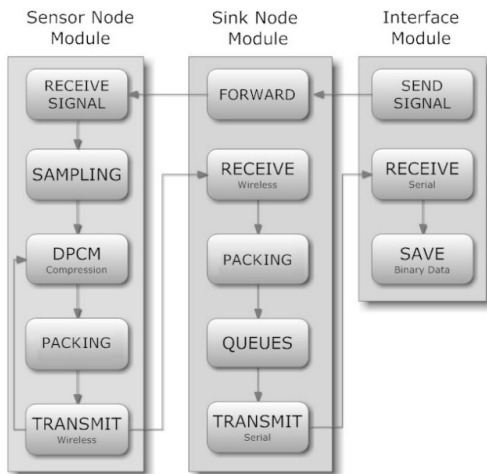 Sensor Node
Module
RECEIVE
SIGNAL
SAMPLING
DPCM
Compression
PACKING
TRANSMIT
Wireless
Sink Node
Module
FORWARD
RECEIVE
Wireless
PACKING
QUEUES
TRANSMIT
Serial
Interface
Module
SEND
SIGNAL
RECEIVE
Serial
SAVE
Binary Data